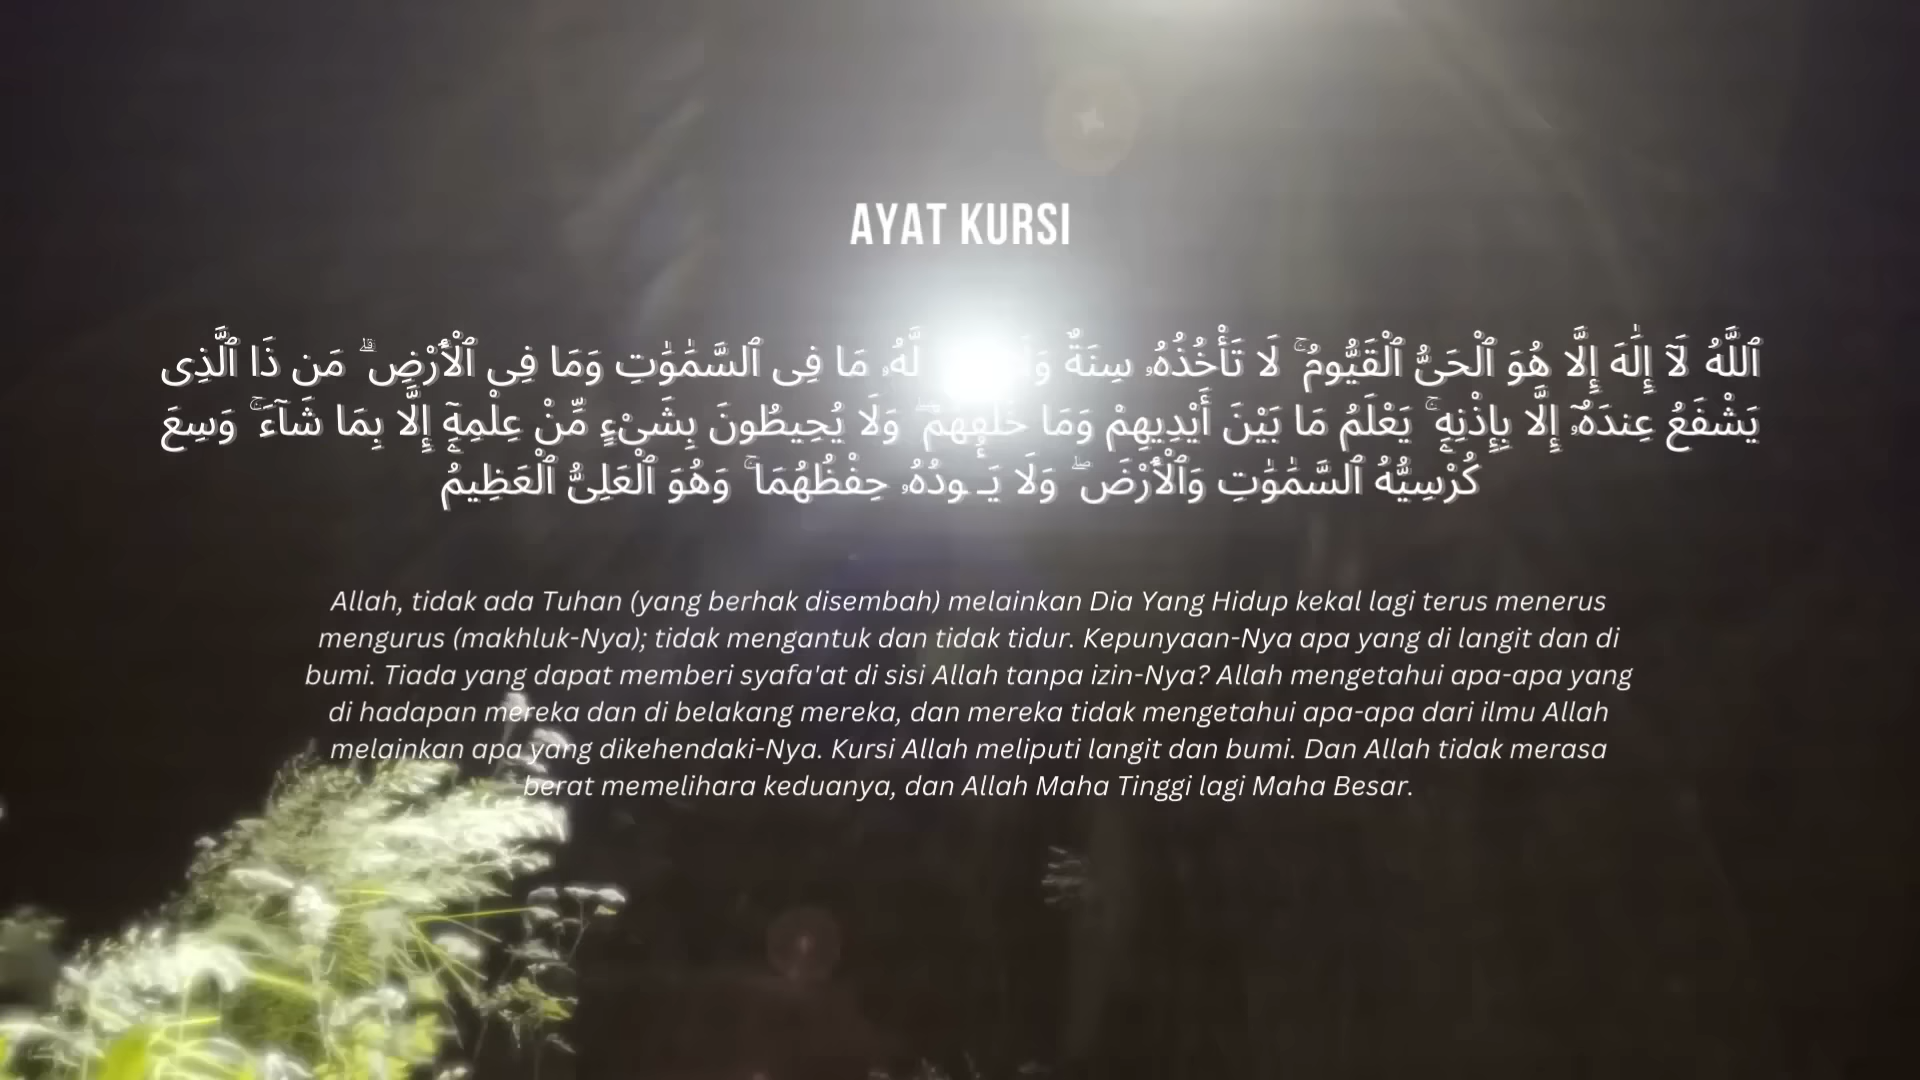 AYAT KURSI
ٱللَّهُ لَآ إِلَٰهَ إِلَّا هُوَ ٱلْحَىُّ ٱلْقَيُّومُ ۚ لَا تَأْخُذُهُۥ سِنَةٌ لَّهُۥ مَا فِى ٱلسَّمَٰوَٰتِ وَمَا فِى ٱلْأَرْضِ ۗ مَن ذَا ٱلَّذِى
يَشْفَعُ عِندَهُۥٓ إِلَّا بِإِذْنِهِۦ ۚ يَعْلَمُ مَا بَيْنَ أَيْدِيهِمْ وَمَا خَلْفَهُمْ ۖ وَلَا يُحِيطُونَ بِشَىْءٍ مِّنْ عِلْمِهِۦٓ إِلَّا بِمَا شَآءَ ۚ وَسِعَ
كُرْسِيُّهُ ٱلسَّمَٰوَٰتِ وَٱلْأَرْضَ ۖ وَلَا يَـودُهُۥ حِفْظُهُمَا ۚ وَهُوَ ٱلْعَلِىُّ ٱلْعَظِيمُ
Allah, tidak ada Tuhan (yang berhak disembah) melainkan Dia Yang Hidup kekal lagi terus menerus
mengurus (makhluk-Nya); tidak mengantuk dan tidak tidur. Kepunyaan-Nya apa yang di langit dan di
bumi. Tiada yang dapat memberi syafa'at di sisi Allah tanpa izin-Nya? Allah mengetahui apa-apa yang
di hadapan mereka dan di belakang mereka, dan mereka tidak mengetahui apa-apa dari ilmu Allah
melainkan apa yang dikehendaki-Nya. Kursi Allah meliputi langit dan bumi. Dan Allah tidak merasa
berat memelihara keduanya, dan Allah Maha Tinggi lagi Maha Besar.